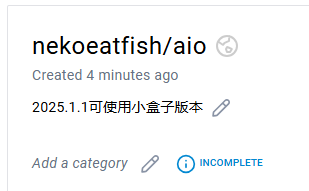 nekoeatfish/aio
Created 4 minutes ago
2025.1.1可使用小盒子版本
Add a category
INCOMPLETE